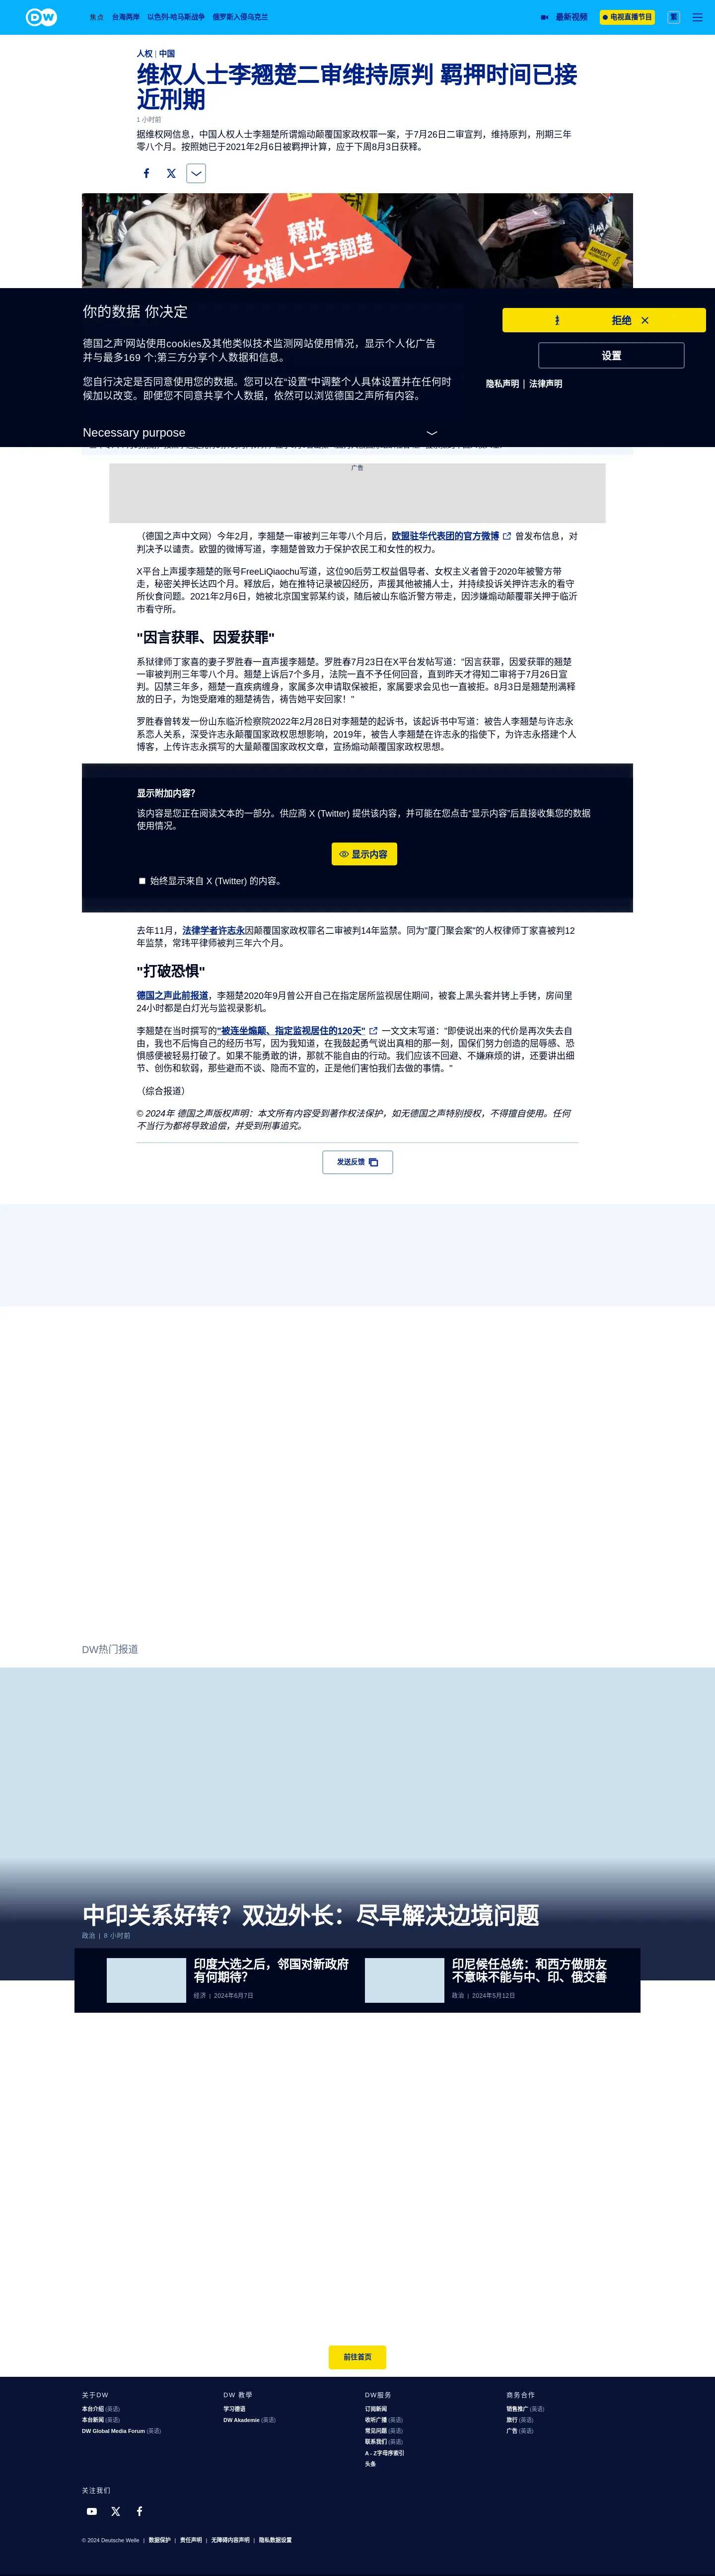 DW
焦点 台海两岸 以色列-哈马斯战争 俄罗斯入侵乌克兰 最新视频 电视直播节目 繁
人权 | 中国
维权人士李翘楚二审维持原判 羁押时间已接
近刑期
1 小时前
据维权网信息，中国人权人士李翘楚所谓煽动颠覆国家政权罪一案，于7月26日二审宣判，维持原判，刑期三年
零八个月。按照她已于2021年2月6日被羁押计算，应于下周8月3日获释。
釋放
女權人士李翹楚
AMNESTY
你的数据 你决定
拒绝
德国之声'网站使用cookies及其他类似技术监测网站使用情况，显示个人化广告
并与最多169 个;第三方分享个人数据和信息。
设置
您自行决定是否同意使用您的数据。您可以在"设置"中调整个人具体设置并在任何时
候加以改变。即便您不同意共享个人数据，依然可以浏览德国之声所有内容。
隐私声明 | 法律声明
Necessary purpose
广告
（德国之声中文网）今年2月，李翘楚一审被判三年零八个月后，欧盟驻华代表团的官方微博 曾发布信息，对
判决予以谴责。欧盟的微博写道，李翘楚曾致力于保护农民工和女性的权力。
X平台上声援李翘楚的账号FreeLiQiaochu写道，这位90后劳工权益倡导者、女权主义者曾于2020年被警方带
走，秘密关押长达四个月。释放后，她在推特记录被囚经历，声援其他被捕人士，并持续投诉关押许志永的看守
所伙食问题。2021年2月6日，她被北京国宝郭某约谈，随后被山东临沂警方带走，因涉嫌煽动颠覆罪关押于临沂
市看守所。
"因言获罪、因爱获罪"
系狱律师丁家喜的妻子罗胜春一直声援李翘楚。罗胜春7月23日在X平台发帖写道："因言获罪，因爱获罪的翘楚
一审被判刑三年零八个月。翘楚上诉后7个多月，法院一直不予任何回音，直到昨天才得知二审将于7月26日宣
判。囚禁三年多，翘楚一直疾病缠身，家属多次申请取保被拒，家属要求会见也一直被拒。8月3日是翘楚刑满释
放的日子，为饱受磨难的翘楚祷告，祷告她平安回家！"
罗胜春曾转发一份山东临沂检察院2022年2月28日对李翘楚的起诉书，该起诉书中写道：被告人李翘楚与许志永
系恋人关系，深受许志永颠覆国家政权思想影响，2019年，被告人李翘楚在许志永的指使下，为许志永搭建个人
博客，上传许志永撰写的大量颠覆国家政权文章，宣扬煽动颠覆国家政权思想。
显示附加内容？
该内容是您正在阅读文本的一部分。供应商 X (Twitter) 提供该内容，并可能在您点击“显示内容”后直接收集您的数据
使用情况。
显示内容
始终显示来自 X (Twitter) 的内容。
去年11月，法律学者许志永因颠覆国家政权罪名二审被判14年监禁。同为"厦门聚会案"的人权律师丁家喜被判12
年监禁，常玮平律师被判三年六个月。
"打破恐惧"
德国之声此前报道，李翘楚2020年9月曾公开自己在指定居所监视居住期间，被套上黑头套并铐上手铐，房间里
24小时都是白灯光与监视录影机。
李翘楚在当时撰写的"被连坐煽颠、指定监视居住的120天" 一文文末写道："即使说出来的代价是再次失去自
由，我也不后悔自己的经历书写，因为我知道，在我鼓起勇气说出真相的那一刻，国保们努力创造的屈辱感、恐
惧感便被轻易打破了。如果不能勇敢的讲，那就不能自由的行动。我们应该不回避、不嫌麻烦的讲，还要讲出细
节、创伤和软弱，那些避而不谈、隐而不宣的，正是他们害怕我们去做的事情。"
（综合报道）
© 2024年 德国之声版权声明：本文所有内容受到著作权法保护，如无德国之声特别授权，不得擅自使用。任何
不当行为都将导致追偿，并受到刑事追究。
发送反馈
DW热门报道
中印关系好转？双边外长：尽早解决边境问题
政治 | 8 小时前
印度大选之后，邻国对新政府
有何期待？
经济 | 2024年6月7日
印尼候任总统：和西方做朋友
不意味不能与中、印、俄交善
政治 | 2024年5月12日
前往首页
关于DW
本台介绍 (英语)
本台新闻 (英语)
DW Global Media Forum (英语)
DW 教學
学习德语
DW Akademie (英语)
DW服务
订阅新闻
收听广播 (英语)
常见问题 (英语)
联系我们 (英语)
A - Z字母序索引
头条
商务合作
销售推广 (英语)
旅行 (英语)
广告 (英语)
关注我们
© 2024 Deutsche Welle | 数据保护 | 责任声明 | 无障碍内容声明 | 隐私数据设置